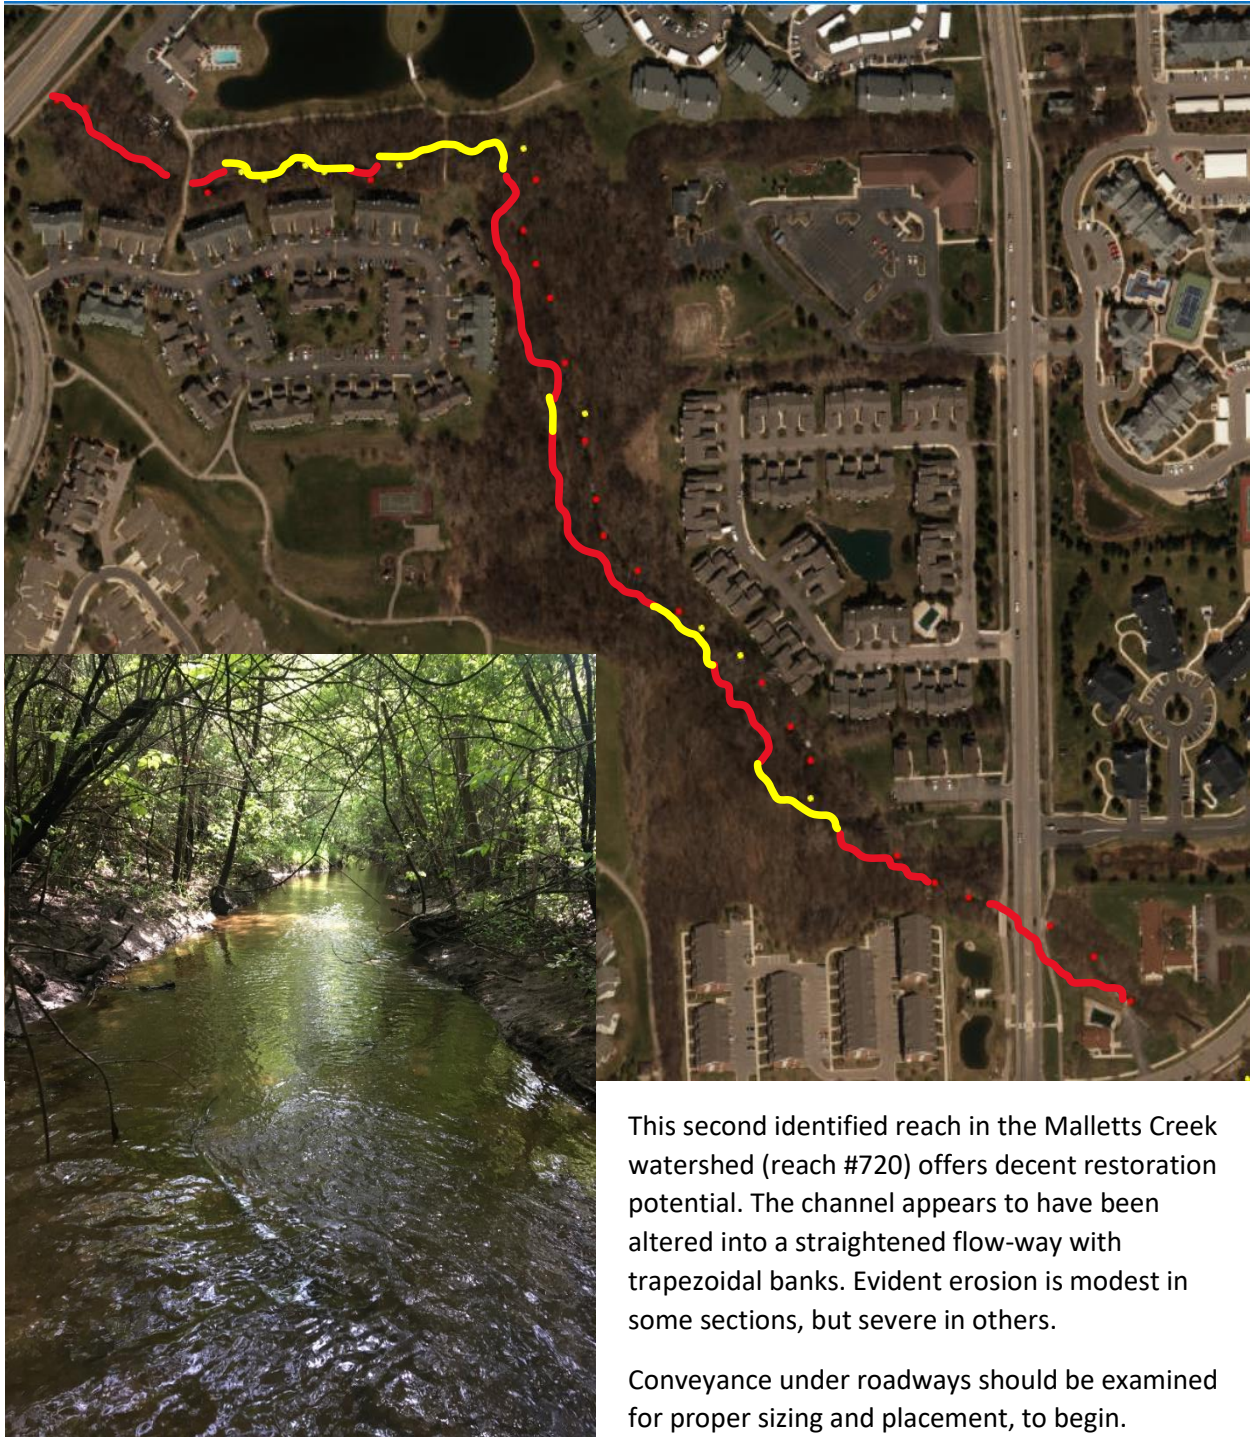 This second identified reach in the Malletts Creek
watershed (reach #720) offers decent restoration
potential. The channel appears to have been
altered into a straightened flow-way with
trapezoidal banks. Evident erosion is modest in
some sections, but severe in others.
Conveyance under roadways should be examined
for proper sizing and placement, to begin.